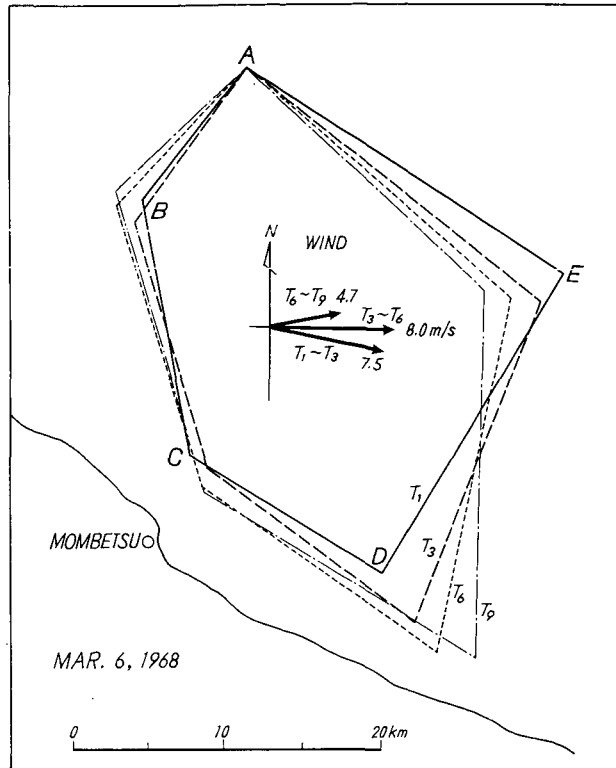 A
B
N
WIND
E
T₆~T₉ 4.7
T₃~T₆
8.0 m/s
T₁~T₃
7.5
C
T₁
D
MOMBETSU
T₃
T₆
T₉
MAR. 6, 1968
0 10 20 km